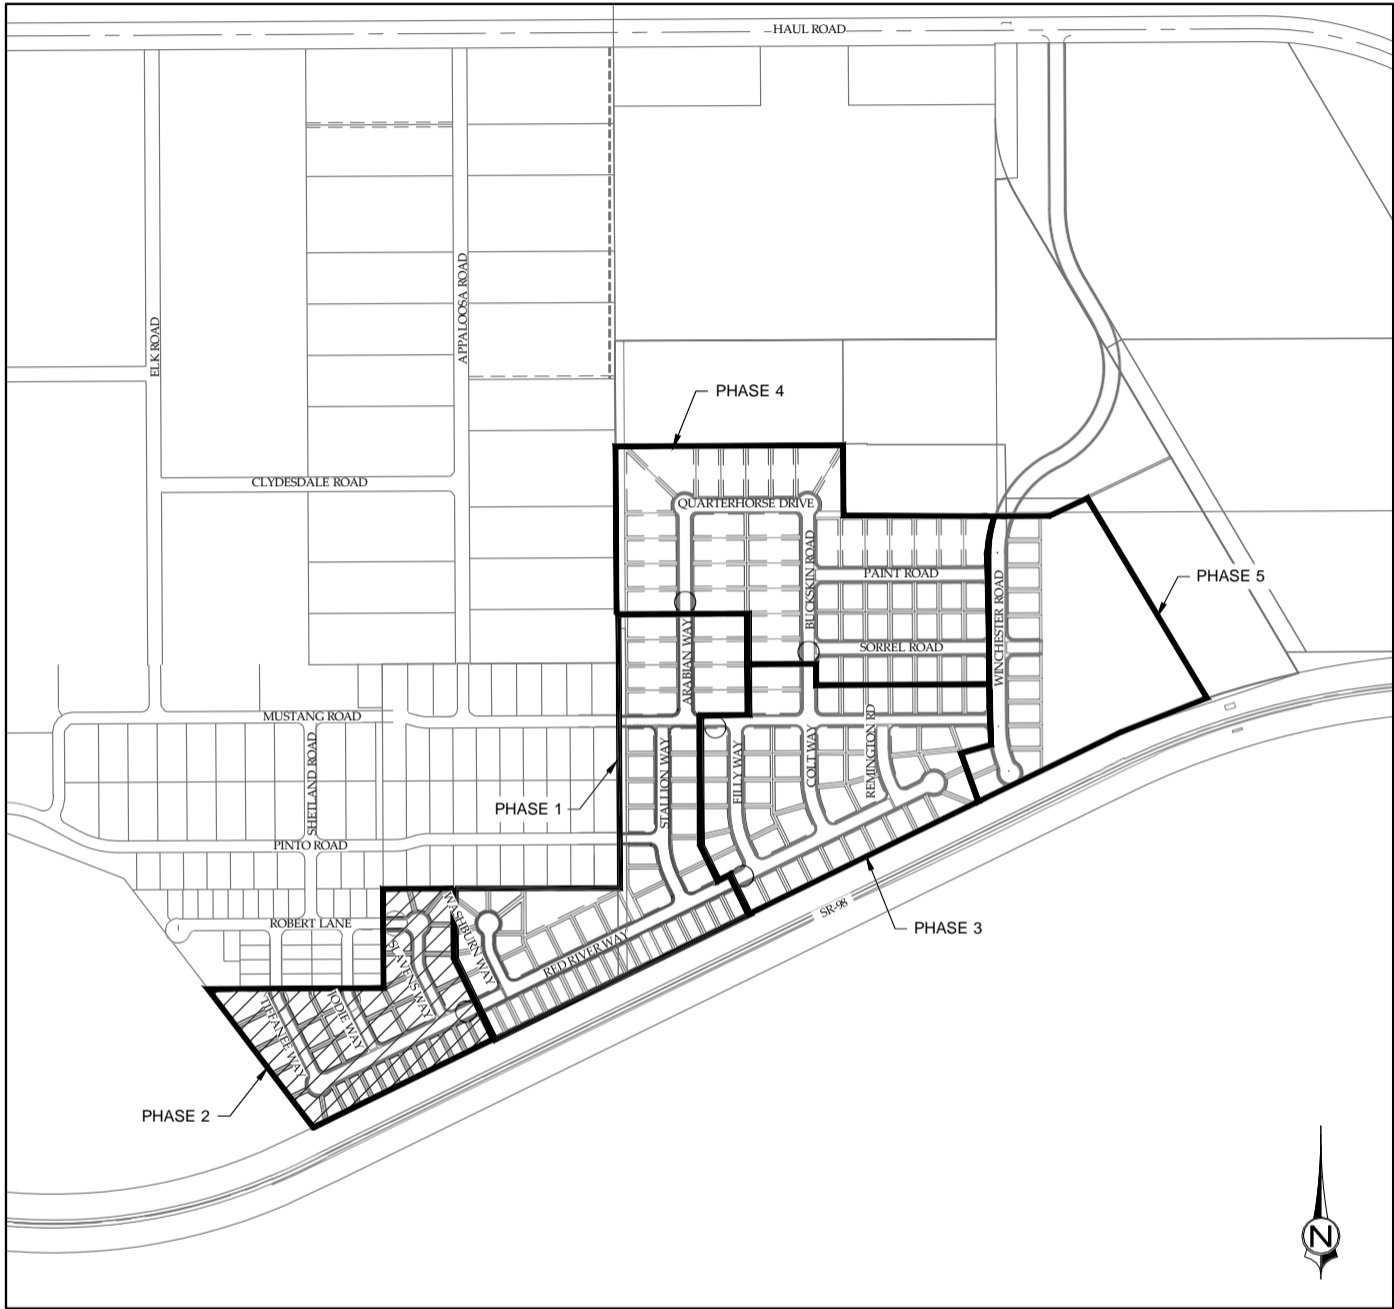 HAUL ROAD
ELK ROAD
APPALOOSA ROAD
PHASE 4
CLYDESDALE ROAD
QUARTERHORSE DRIVE
BUCKSKIN ROAD
PAINT ROAD
PHASE 5
WINCHESTER ROAD
SORREL ROAD
ARABIAN WAY
MUSTANG ROAD
SHETLAND ROAD
STALLION WAY
FILLY WAY
COLT WAY
REMINGTON RD
PHASE 1
PINTO ROAD
SR-98
PHASE 3
ROBERT LANE
WASHBURN WAY
SLAVENS WAY
RED RIVER WAY
JODIE WAY
TIFFANEE WAY
PHASE 2
N